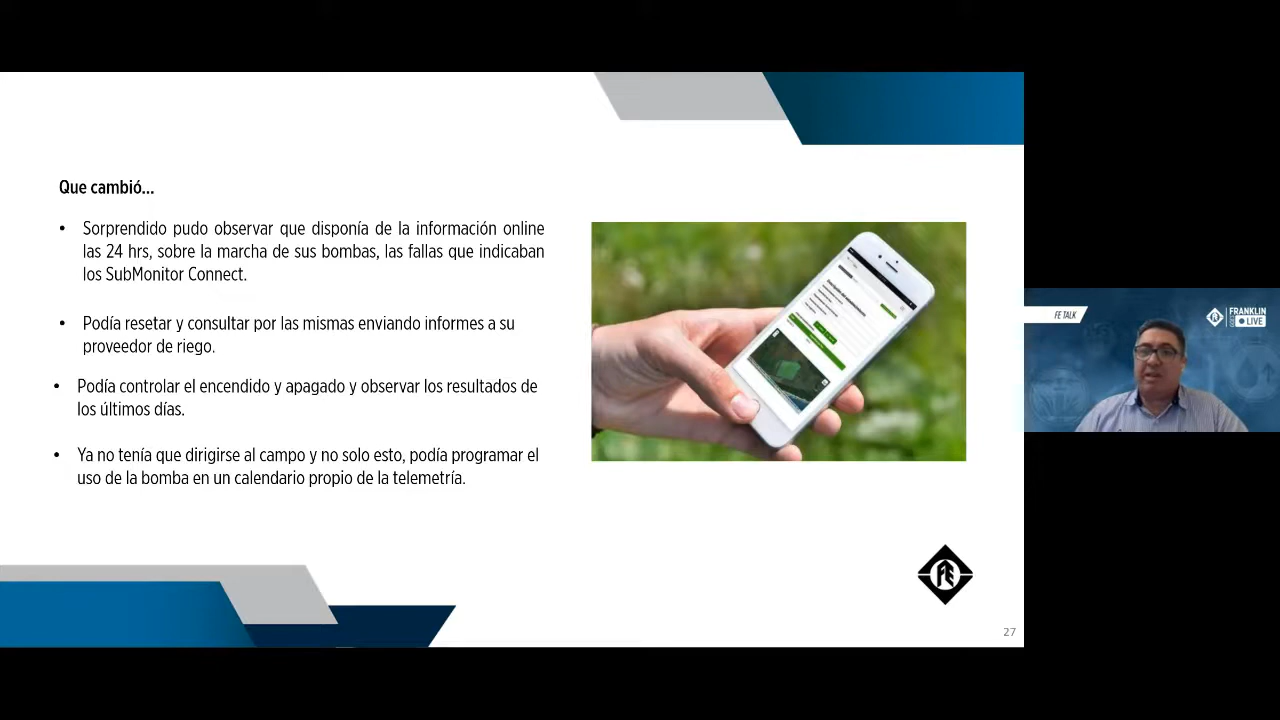 Que cambió...
• Sorprendido pudo observar que disponía de la información online
las 24 hrs, sobre la marcha de sus bombas, las fallas que indicaban
los SubMonitor Connect.
• Podía resetar y consultar por las mismas enviando informes a su
proveedor de riego.
• Podía controlar el encendido y apagado y observar los resultados de
los últimos días.
• Ya no tenía que dirigirse al campo y no solo esto, podía programar el
uso de la bomba en un calendario propio de la telemetría.
FE
27
FE TALK
FRANKLIN
LIVE